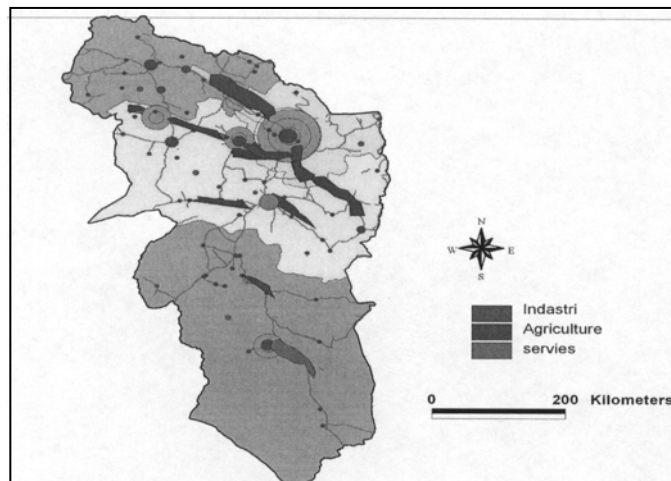 N
W E
S
Indastri
Agriculture
servies
0 200 Kilometers